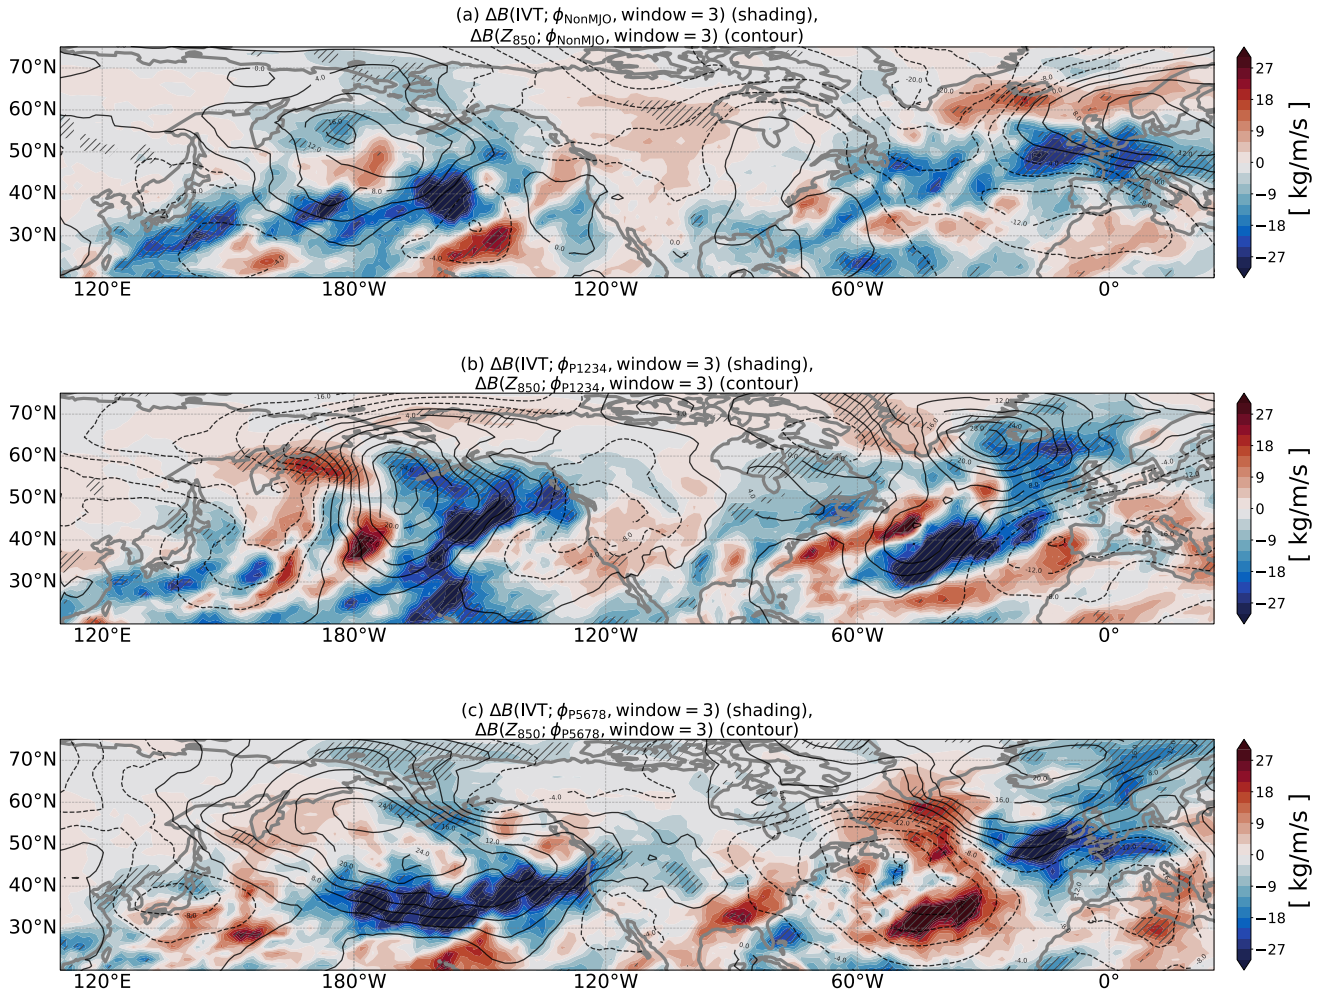 (a) ΔB(IVT; ϕNonMJO, window = 3) (shading),
ΔB(Z850; ϕNonMJO, window = 3) (contour)
70°N
60°N
50°N
40°N
30°N
120°E 180°W 120°W 60°W 0°
27
18
9
0
−9
−18
−27
[ kg/m/s ]
(b) ΔB(IVT; ϕP1234, window = 3) (shading),
ΔB(Z850; ϕP1234, window = 3) (contour)
70°N
60°N
50°N
40°N
30°N
120°E 180°W 120°W 60°W 0°
27
18
9
0
−9
−18
−27
[ kg/m/s ]
(c) ΔB(IVT; ϕP5678, window = 3) (shading),
ΔB(Z850; ϕP5678, window = 3) (contour)
70°N
60°N
50°N
40°N
30°N
120°E 180°W 120°W 60°W 0°
27
18
9
0
−9
−18
−27
[ kg/m/s ]